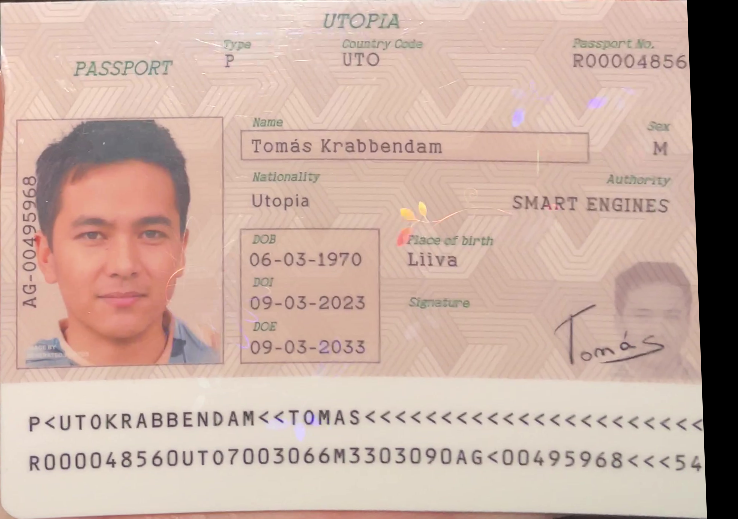 UTOPIA
PASSPORT
Type
P
Country Code
UTO
Passport No.
R00004856
Name
Tomás Krabbendam
Sex
M
Nationality
Utopia
Authority
SMART ENGINES
AG-00495968
DOB
06-03-1970
Place of birth
Liiva
DOI
09-03-2023
Signature
DOE
09-03-2033
Tomás
P<UTOKRABBENDAM<<TOMAS<<<<<<<<<<<<<<<<<<<<<
R000048560UTO7003066M3303090AG<00495968<<<54